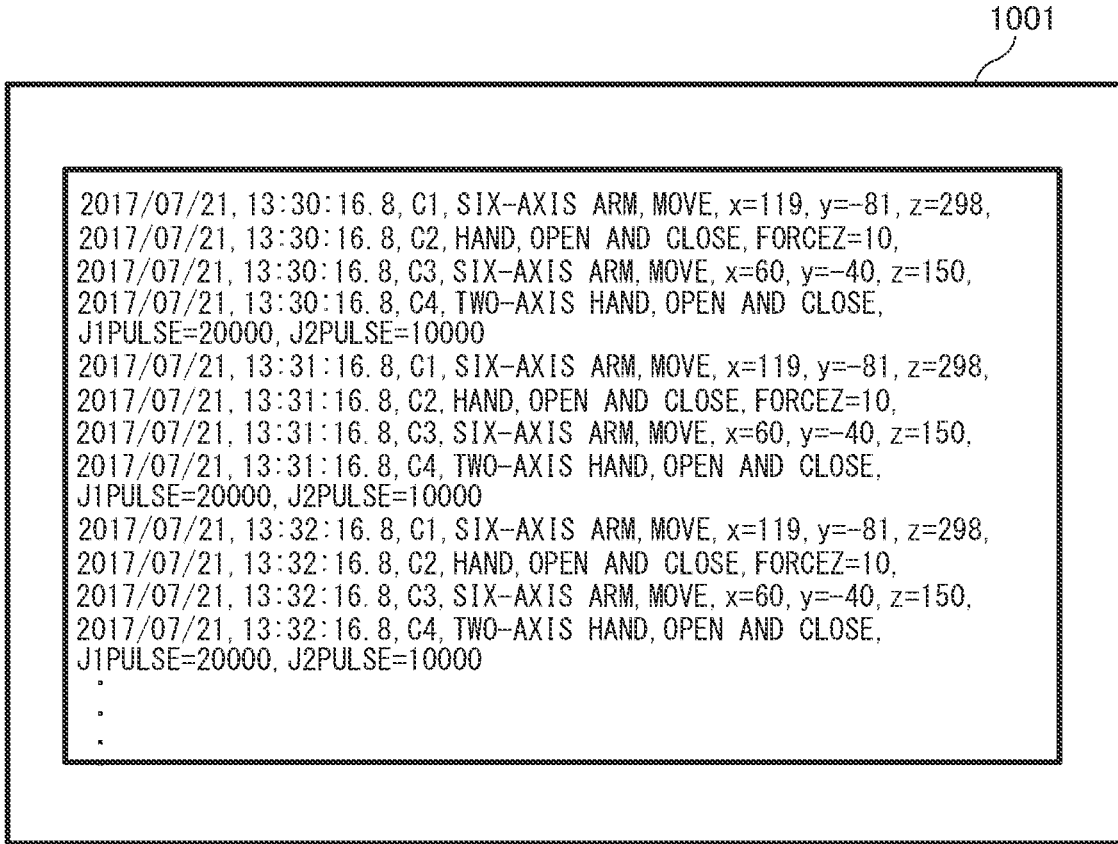 1001
2017/07/21, 13:30:16.8, C1, SIX-AXIS ARM, MOVE, x=119, y=-81, z=298,
2017/07/21, 13:30:16.8, C2, HAND, OPEN AND CLOSE, FORCEZ=10,
2017/07/21, 13:30:16.8, C3, SIX-AXIS ARM, MOVE, x=60, y=-40, z=150,
2017/07/21, 13:30:16.8, C4, TWO-AXIS HAND, OPEN AND CLOSE,
J1PULSE=20000, J2PULSE=10000
2017/07/21, 13:31:16.8, C1, SIX-AXIS ARM, MOVE, x=119, y=-81, z=298,
2017/07/21, 13:31:16.8, C2, HAND, OPEN AND CLOSE, FORCEZ=10,
2017/07/21, 13:31:16.8, C3, SIX-AXIS ARM, MOVE, x=60, y=-40, z=150,
2017/07/21, 13:31:16.8, C4, TWO-AXIS HAND, OPEN AND CLOSE,
J1PULSE=20000, J2PULSE=10000
2017/07/21, 13:32:16.8, C1, SIX-AXIS ARM, MOVE, x=119, y=-81, z=298,
2017/07/21, 13:32:16.8, C2, HAND, OPEN AND CLOSE, FORCEZ=10,
2017/07/21, 13:32:16.8, C3, SIX-AXIS ARM, MOVE, x=60, y=-40, z=150,
2017/07/21, 13:32:16.8, C4, TWO-AXIS HAND, OPEN AND CLOSE,
J1PULSE=20000, J2PULSE=10000
.
.
.